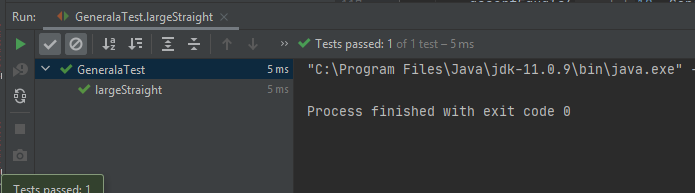 Run: GeneralaTest.largeStraight ×
Tests passed: 1 of 1 test – 5 ms
GeneralaTest 5 ms
largeStraight 5 ms
"C:\Program Files\Java\jdk-11.0.9\bin\java.exe" -
Process finished with exit code 0
Tests passed: 1